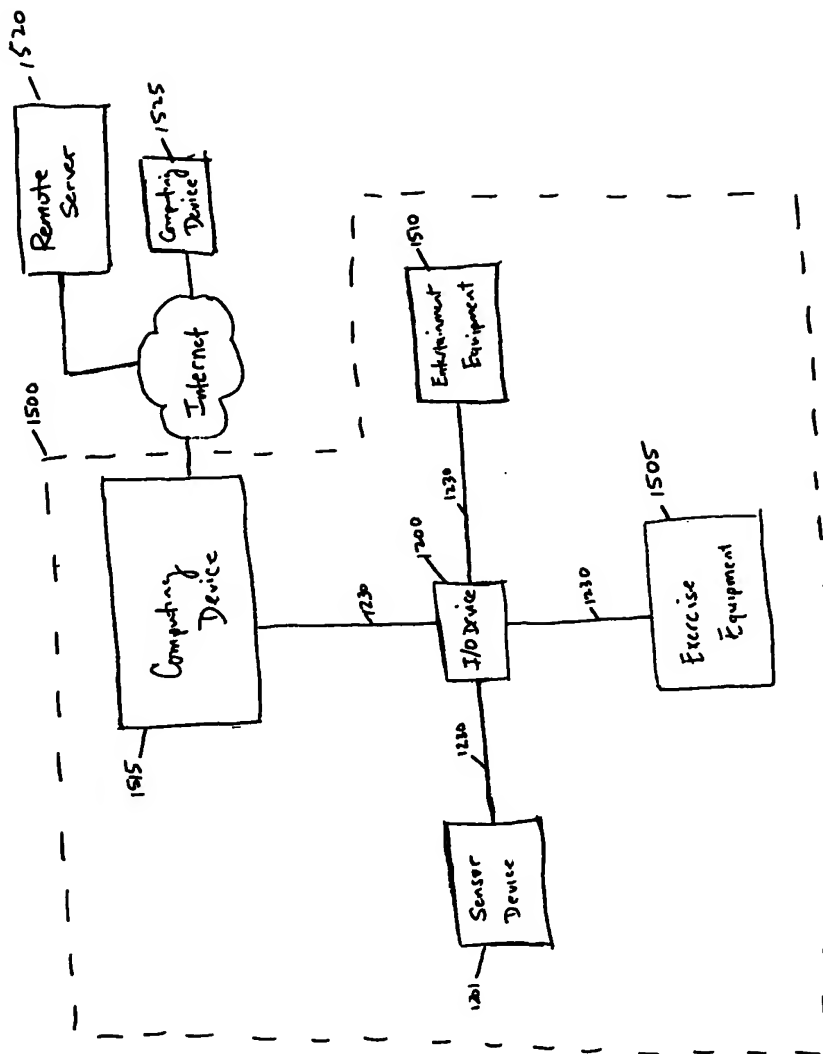 1520
Remote
Server
1525
Computing
Device
Internet
1500
1510
Entertainment
Equipment
Computing
Device
1515
1230
1230
1200
I/O Device
1230
1230
1505
Exercise
Equipment
Sensor
Device
1201